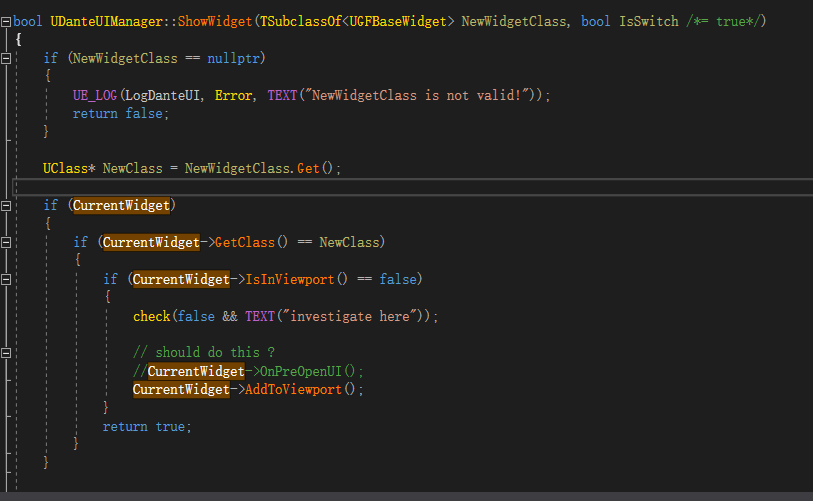 bool UDanteUIManager::ShowWidget(TSubclassOf<UGFBaseWidget> NewWidgetClass, bool IsSwitch /*= true*/)
{
if (NewWidgetClass == nullptr)
{
UE_LOG(LogDanteUI, Error, TEXT("NewWidgetClass is not valid!"));
return false;
}
UClass* NewClass = NewWidgetClass.Get();
if (CurrentWidget)
{
if (CurrentWidget->GetClass() == NewClass)
{
if (CurrentWidget->IsInViewport() == false)
{
check(false && TEXT("investigate here"));
// should do this ?
//CurrentWidget->OnPreOpenUI();
CurrentWidget->AddToViewport();
}
return true;
}
}